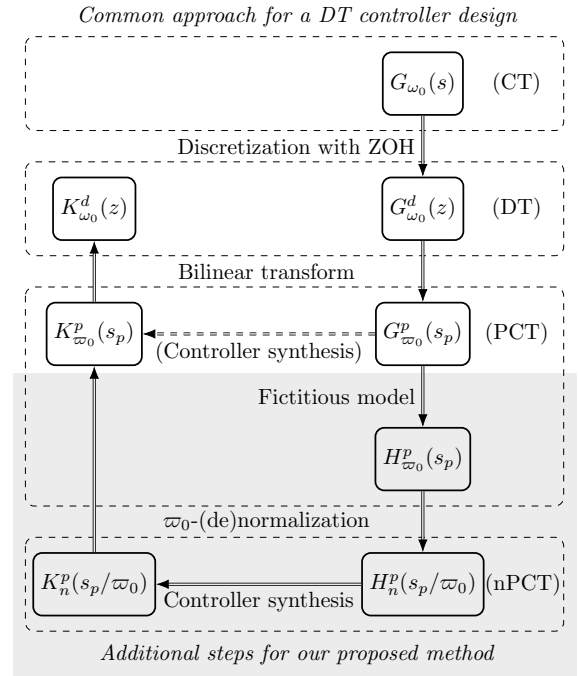 Common approach for a DT controller design
G_{ω_0}(s) (CT)
Discretization with ZOH
K^d_{ω_0}(z) G^d_{ω_0}(z) (DT)
Bilinear transform
K^p_{ϖ_0}(s_p) G^p_{ϖ_0}(s_p) (PCT)
(Controller synthesis)
Fictitious model
H^p_{ϖ_0}(s_p)
ϖ_0-(de)normalization
K^p_n(s_p/ϖ_0) H^p_n(s_p/ϖ_0) (nPCT)
Controller synthesis
Additional steps for our proposed method